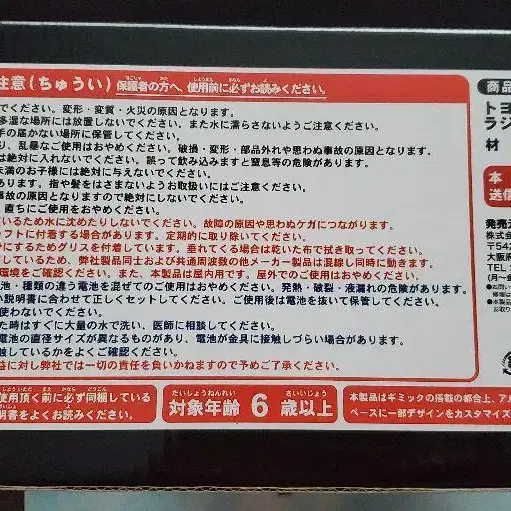 注意(ちゅうい) 保護者の方へ、使用前に必ずお読みください。
でください。変形・変質・火災の原因となります。
多湿な場所には放置しないでください。また水に濡らさないようご注意ください。
手の届かない場所に保管してください。
り、乱暴なご使用はおやめください。破損・変形・部品外れや思わぬ事故の原因となります。
は絶対に入れないでください。誤って飲み込みますと窒息等の危険があります。
未満のお子様には絶対に与えないでください。
あります。指や髪をはさまないようお取扱いにはご注意ください。
事故の原因となりますので絶対にしないでください。
、直ちにご使用をおやめください。
ているため水に沈めたりしないでください。故障の原因や思わぬケガにつながります。
ャフトに付着する場合があります。定期的に取り除いてください。
かにするためグリスを付着しています。垂れてくる場合は乾いた布で拭き取ってください。
しているため、弊社製品同士および共通周波数の他メーカー製品は混線し同時に動きます。
環境をご確認ください。また、本製品は屋内用です。屋外でのご使用はおやめください。
池・種類の違う電池を混ぜてのご使用はおやめください。発熱・破裂・液漏れの危険があります。
い説明書に合わせて正しくセットしてください。ご使用後は電池を抜いて保管してください。
使わないでください。
た時はすぐに大量の水で洗い、医師に相談してください。
電池の直径サイズが異なるものがあり、電池が金具に接触しづらい場合があります。
触しているかをよくご確認ください。
益に対し弊社では一切の責任を負いかねますので予めご了承ください。
使用頂く前に必ず同梱している
明書をよくお読みください。
たいしょうねんれい さいいじょう
対象年齢 6 歳以上
本製品はギミックの搭載の都合上、ア
ベースに一部デザインをカスタマイズ
商品
トヨ
ラジ
材
本
送信
発売元
株式会
〒542
大阪府
TEL
(月～金